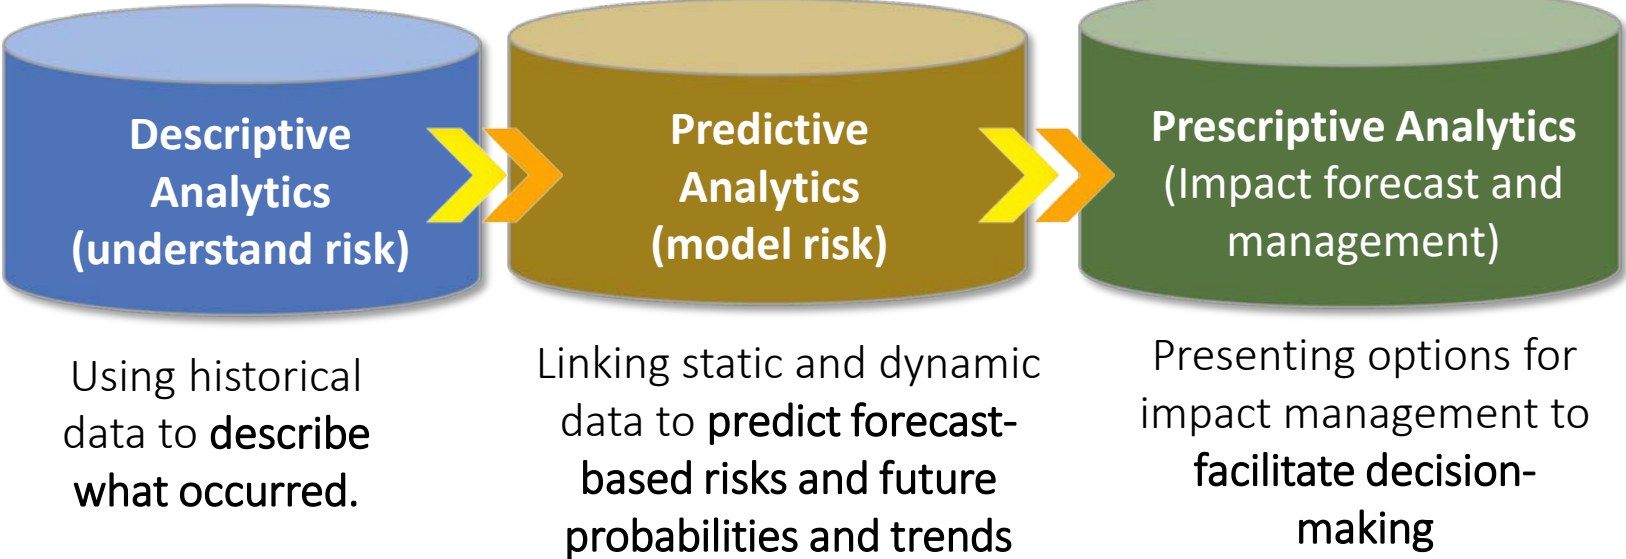 Descriptive
Analytics
(understand risk)
Predictive
Analytics
(model risk)
Prescriptive Analytics
(Impact forecast and
management)
Using historical
data to describe
what occurred.
Linking static and dynamic
data to predict forecast-
based risks and future
probabilities and trends
Presenting options for
impact management to
facilitate decision-
making